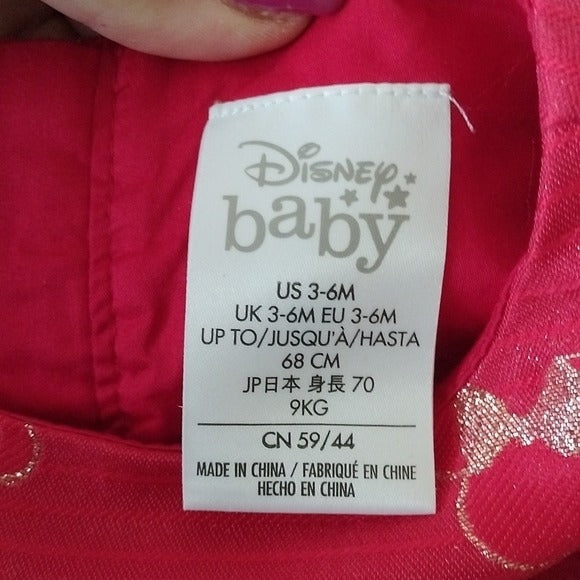 Disney
baby
US 3-6M
UK 3-6M EU 3-6M
UP TO/JUSQU'À/HASTA
68 CM
JP日本 身長 70
9KG
CN 59/44
MADE IN CHINA / FABRIQUÉ EN CHINE
HECHO EN CHINA